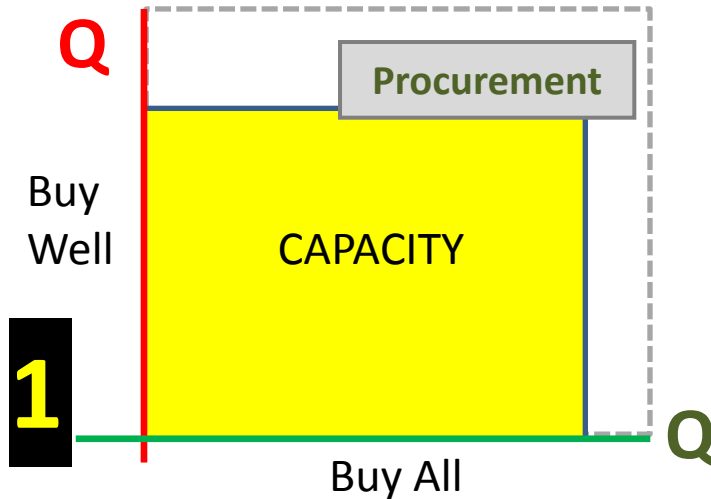 Q
Procurement
Buy
Well
CAPACITY
1
Q
Buy All